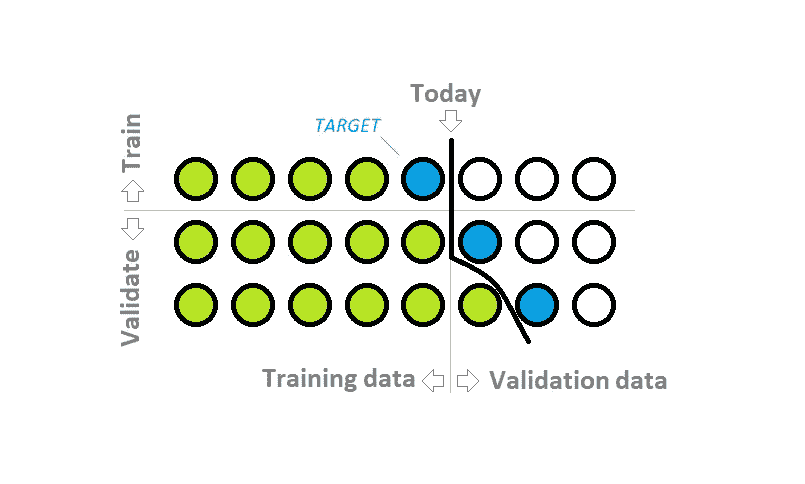 Today
TARGET
Train
Validate
Training data
Validation data